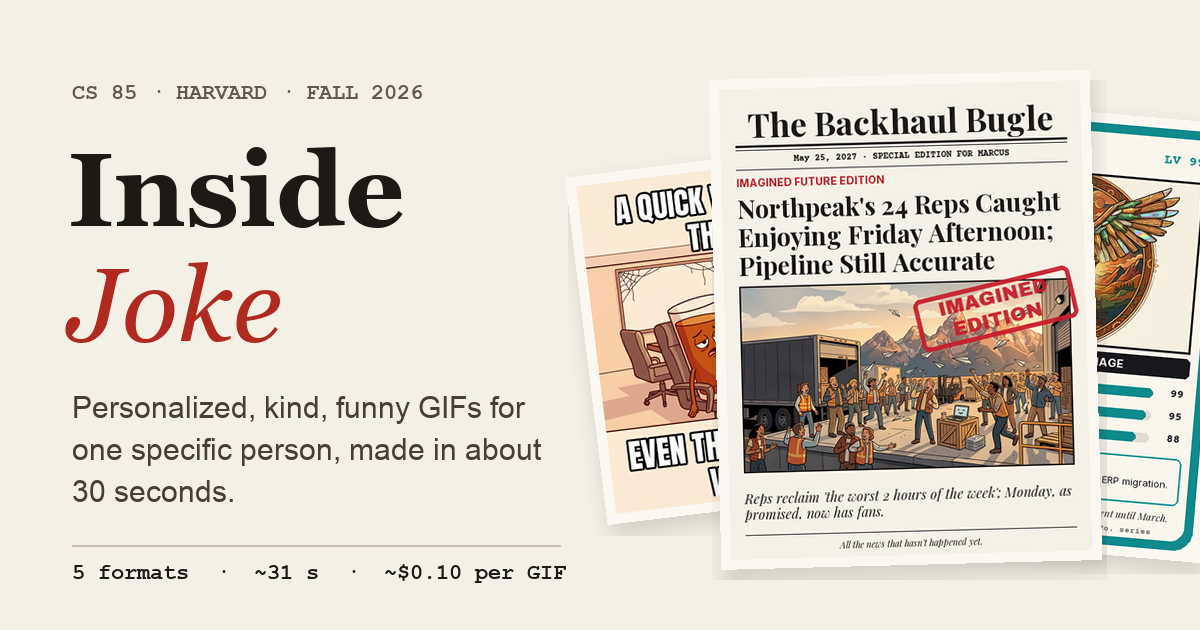 CS 85 · HARVARD · FALL 2026
Inside
Joke
Personalized, kind, funny GIFs for
one specific person, made in about
30 seconds.
5 formats · ~31 s · ~$0.10 per GIF
A QUICK
EVEN
The Backhaul Bugle
May 25, 2027 · SPECIAL EDITION FOR MARCUS
IMAGINED FUTURE EDITION
Northpeak's 24 Reps Caught
Enjoying Friday Afternoon;
Pipeline Still Accurate
IMAGINED
EDITION
Reps reclaim 'the worst 2 hours of the week'; Monday, as
promised, now has fans.
All the news that hasn't happened yet.
LV
99
95
88
ERP migration.
until March.
series